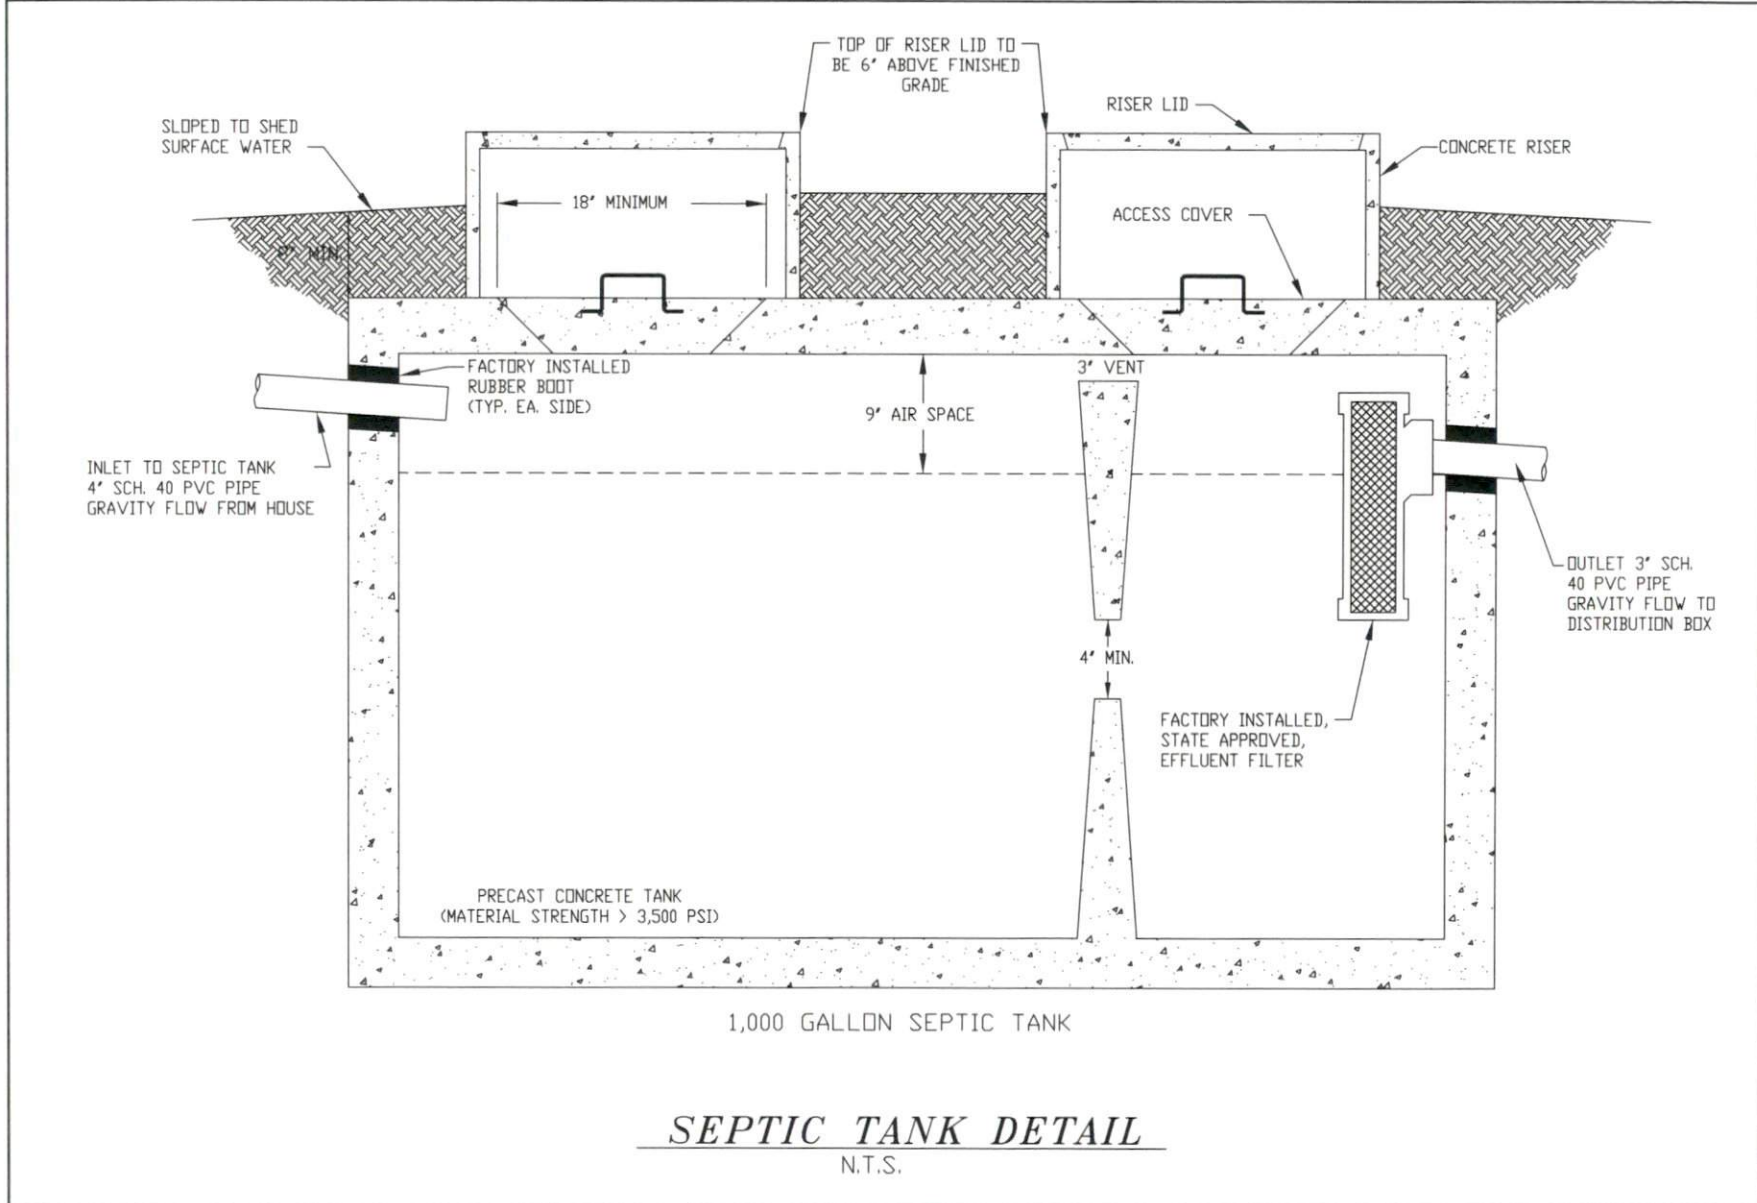 TOP OF RISER LID TO
BE 6" ABOVE FINISHED
GRADE
RISER LID
SLOPED TO SHED
SURFACE WATER
CONCRETE RISER
18" MINIMUM
ACCESS COVER
MIN.
FACTORY INSTALLED
RUBBER BOOT
(TYP. EA. SIDE)
3" VENT
9" AIR SPACE
INLET TO SEPTIC TANK
4" SCH. 40 PVC PIPE
GRAVITY FLOW FROM HOUSE
OUTLET 3" SCH.
40 PVC PIPE
GRAVITY FLOW TO
DISTRIBUTION BOX
4" MIN.
FACTORY INSTALLED,
STATE APPROVED,
EFFLUENT FILTER
PRECAST CONCRETE TANK
(MATERIAL STRENGTH > 3,500 PSI)
1,000 GALLON SEPTIC TANK
SEPTIC TANK DETAIL
N.T.S.